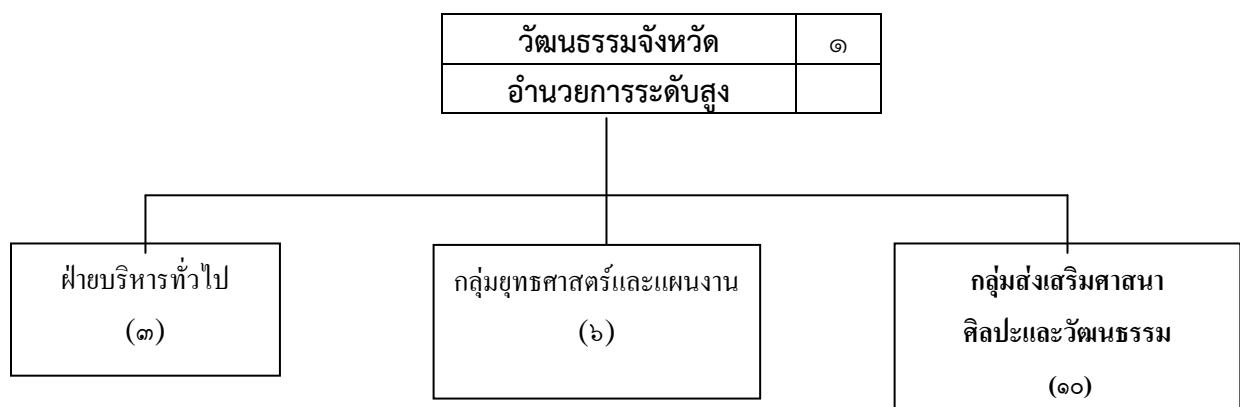 วัฒนธรรมจังหวัด ๑
อำนวยการระดับสูง
ฝ่ายบริหารทั่วไป
(๓)
กลุ่มยุทธศาสตร์และแผนงาน
(๖)
กลุ่มส่งเสริมศาสนา
ศิลปะและวัฒนธรรม
(๑๐)